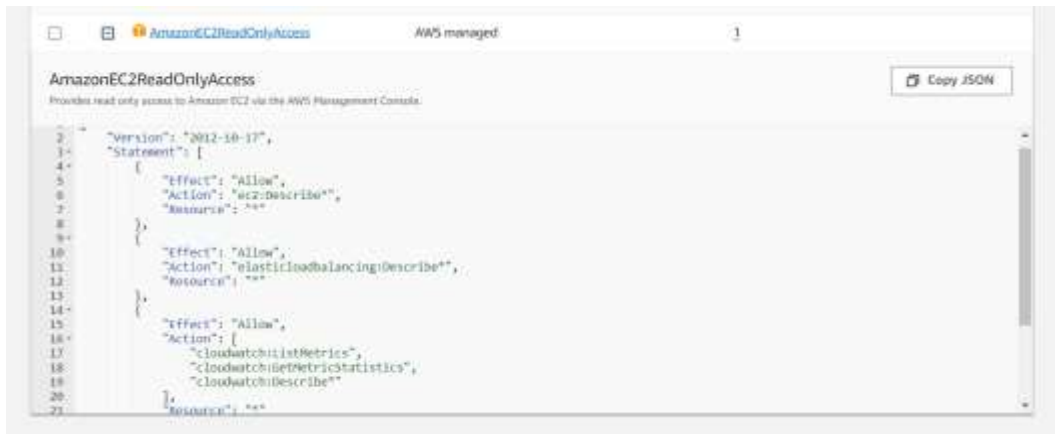 AmazonEC2ReadOnlyAccess AWS managed 1
AmazonEC2ReadOnlyAccess Copy JSON
Provides read only access to Amazon EC2 via the AWS Management Console.
2 "Version": "2012-10-17",
3 "Statement": [
4 {
5 "Effect": "Allow",
6 "Action": "ec2:Describe*",
7 "Resource": "*"
8 },
9 {
10 "Effect": "Allow",
11 "Action": "elasticloadbalancing:Describe*",
12 "Resource": "*"
13 },
14 {
15 "Effect": "Allow",
16 "Action": [
17 "cloudwatch:ListMetrics",
18 "cloudwatch:GetMetricStatistics",
19 "cloudwatch:Describe*"
20 ],
21 "Resource": "*"